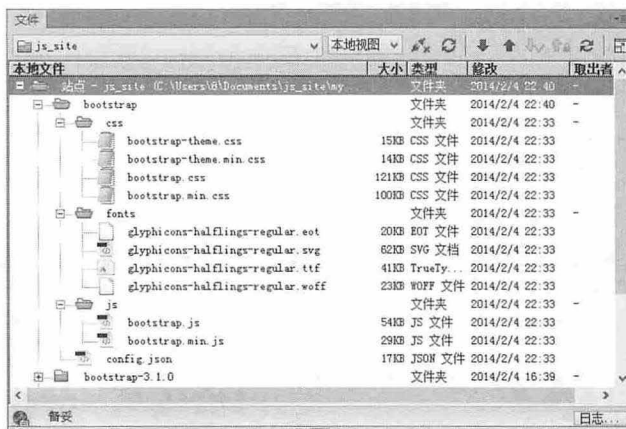 文件
js_site 本地视图
本地文件 大小 类型 修改 取出者
站点 - js_site (C:\Users\8\Documents\js_site\my... 文件夹 2014/2/4 22:40 -
bootstrap 文件夹 2014/2/4 22:40 -
css 文件夹 2014/2/4 22:33 -
bootstrap-theme.css 15KB CSS 文件 2014/2/4 22:33
bootstrap-theme.min.css 14KB CSS 文件 2014/2/4 22:33
bootstrap.css 121KB CSS 文件 2014/2/4 22:33
bootstrap.min.css 100KB CSS 文件 2014/2/4 22:33
fonts 文件夹 2014/2/4 22:33 -
glyphicons-halflings-regular.eot 20KB EOT 文件 2014/2/4 22:33
glyphicons-halflings-regular.svg 62KB SVG 文档 2014/2/4 22:33
glyphicons-halflings-regular.ttf 41KB TrueTy... 2014/2/4 22:33
glyphicons-halflings-regular.woff 23KB WOFF 文件 2014/2/4 22:33
js 文件夹 2014/2/4 22:33 -
bootstrap.js 54KB JS 文件 2014/2/4 22:33
bootstrap.min.js 29KB JS 文件 2014/2/4 22:33
config.json 17KB JSON 文件 2014/2/4 22:33
bootstrap-3.1.0 文件夹 2014/2/4 16:39 -
备妥 日志...